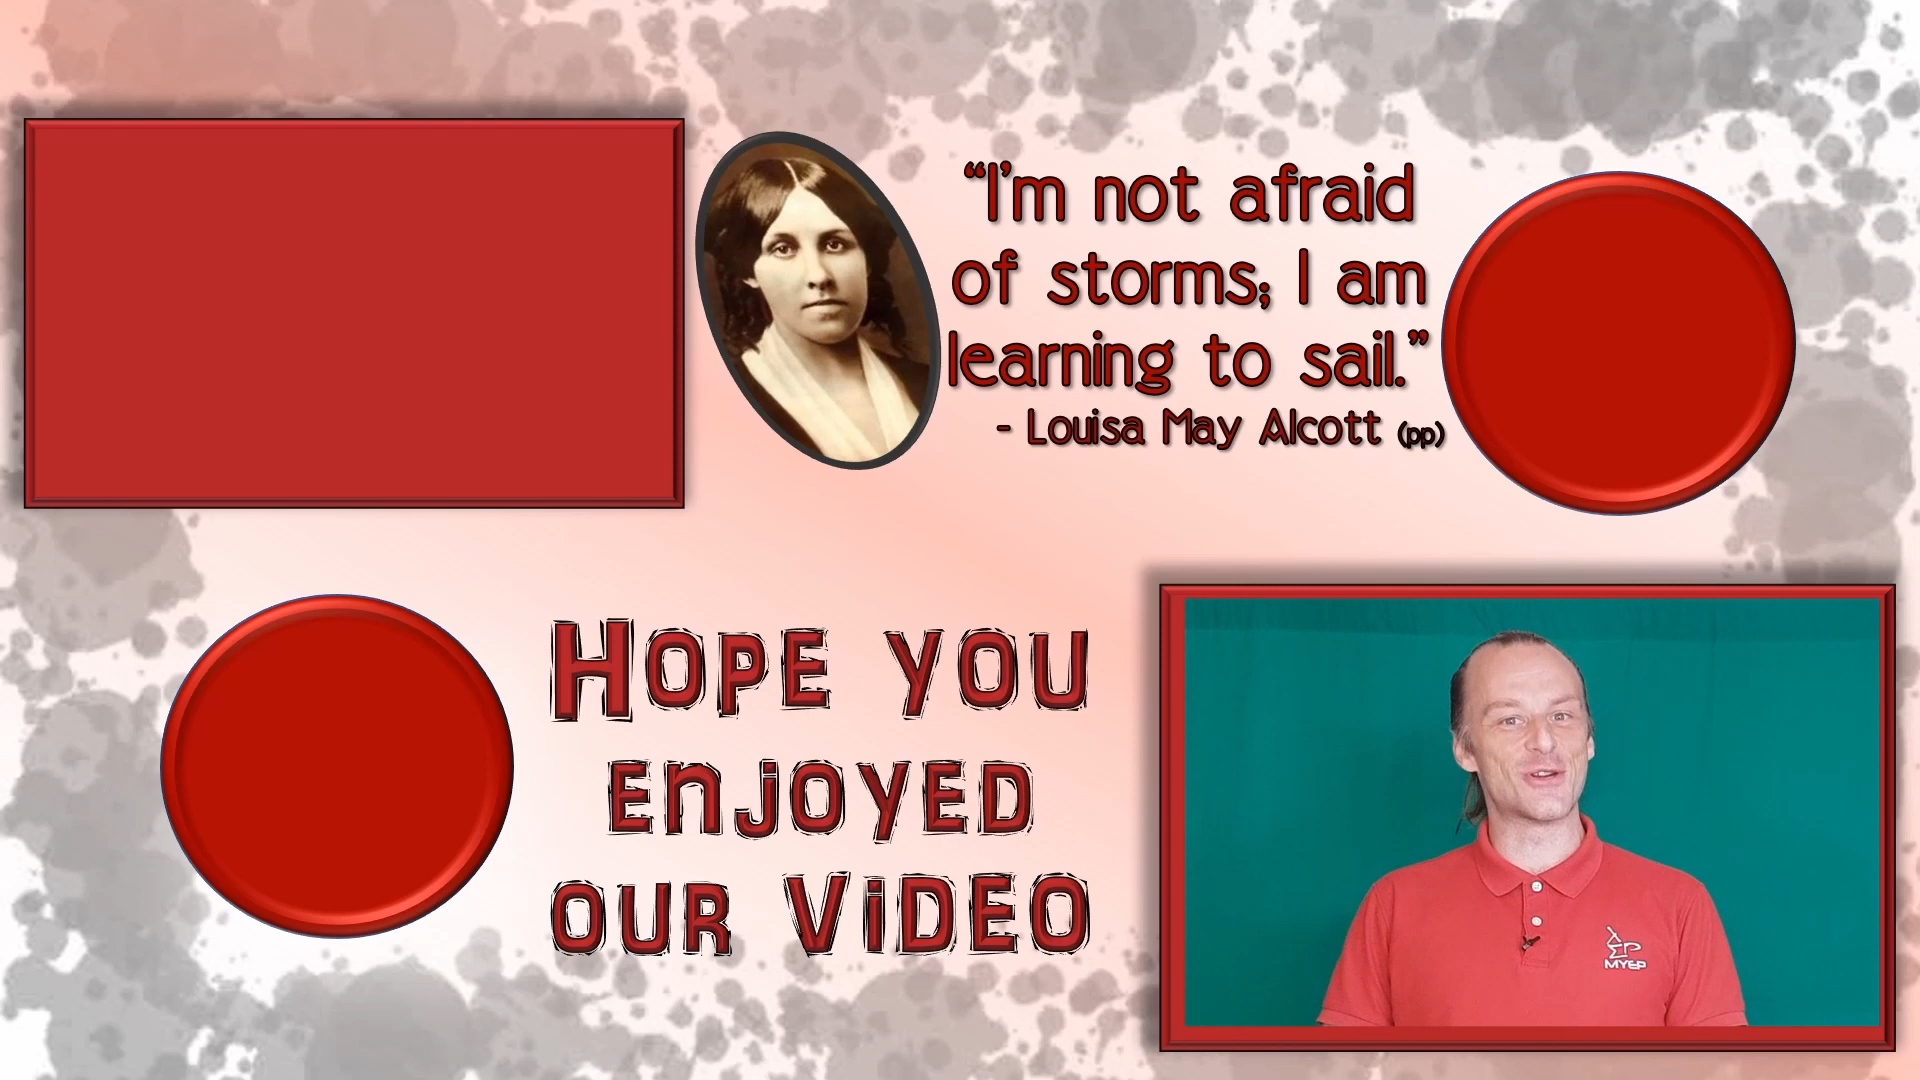 “I’m not afraid
of storms; I am
learning to sail.”
- Louisa May Alcott (pp)
HOPE YOU
ENJOYED
OUR VIDEO
MYEP